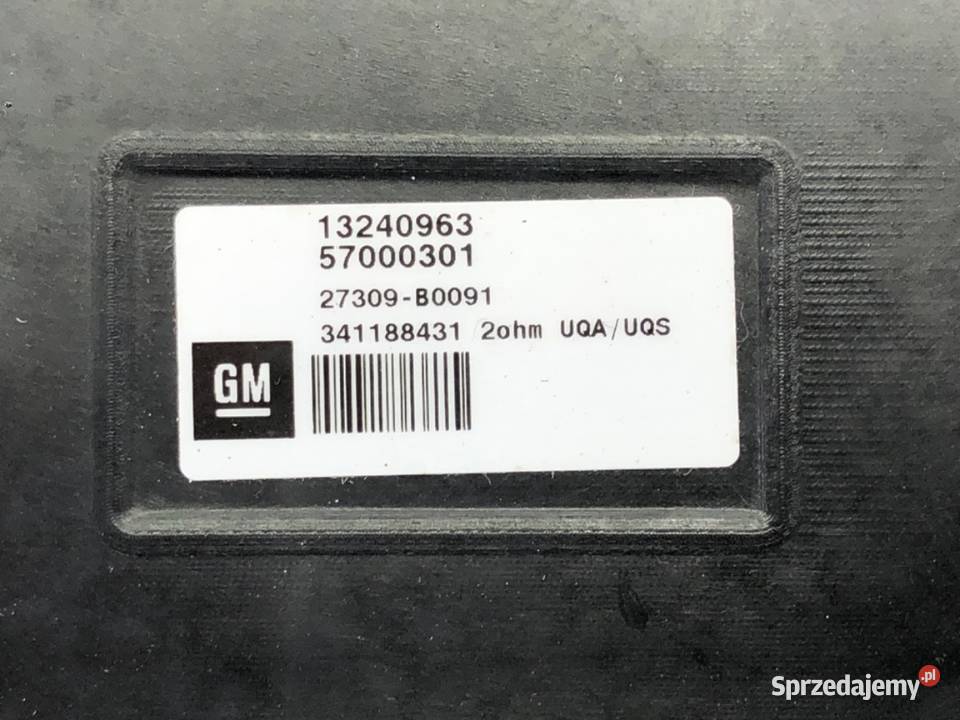 13240963
57000301
27309-B0091
341188431 2ohm UQA/UQS
GM
Sprzedajemy.pl